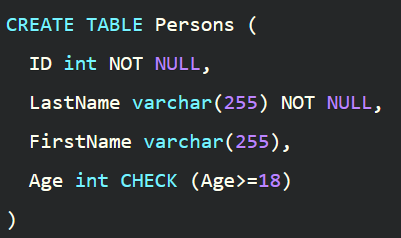 CREATE TABLE Persons (
ID int NOT NULL,
LastName varchar(255) NOT NULL,
FirstName varchar(255),
Age int CHECK (Age>=18)
)